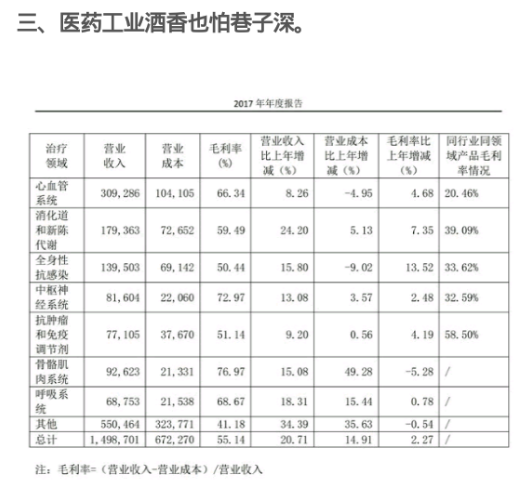 三、医药工业酒香也怕巷子深。
2017 年年度报告
治疗领域 营业收入 营业成本 毛利率(%) 营业收入比上年增减（%） 营业成本比上年增减（%） 毛利率比上年增减（%） 同行业同领域产品毛利率情况
心血管系统 309,286 104,105 66.34 8.26 -4.95 4.68 20.46%
消化道和新陈代谢 179,363 72,652 59.49 24.20 5.13 7.35 39.09%
全身性抗感染 139,503 69,142 50.44 15.80 -9.02 13.52 33.62%
中枢神经系统 81,604 22,060 72.97 13.08 3.57 2.48 32.59%
抗肿瘤和免疫调节剂 77,105 37,670 51.14 9.20 0.56 4.19 58.50%
骨骼肌肉系统 92,623 21,331 76.97 15.08 49.28 -5.28 /
呼吸系统 68,753 21,538 68.67 18.31 15.44 0.78 /
其他 550,464 323,771 41.18 34.39 35.63 -0.54 /
总计 1,498,701 672,270 55.14 20.71 14.91 2.27 /
注：毛利率=（营业收入-营业成本）/营业收入